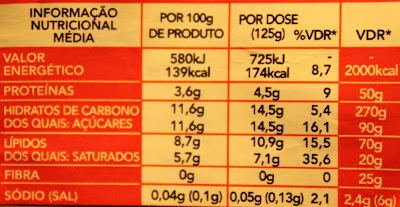 INFORMAÇÃO NUTRICIONAL MÉDIA POR 100g DE PRODUTO POR DOSE (125g) %VDR* VDR*
VALOR ENERGÉTICO 580kJ 725kJ -
139kcal 174kcal 8,7 2000kcal
PROTEÍNAS 3,6g 4,5g 9 50g
HIDRATOS DE CARBONO 11,6g 14,5g 5,4 270g
DOS QUAIS: AÇÚCARES 11,6g 14,5g 16,1 90g
LÍPIDOS 8,7g 10,9g 15,5 70g
DOS QUAIS: SATURADOS 5,7g 7,1g 35,6 20g
FIBRA 0g 0g 0 25g
SÓDIO (SAL) 0,04g (0,1g) 0,05g (0,13g) 2,1 2,4g (6g)